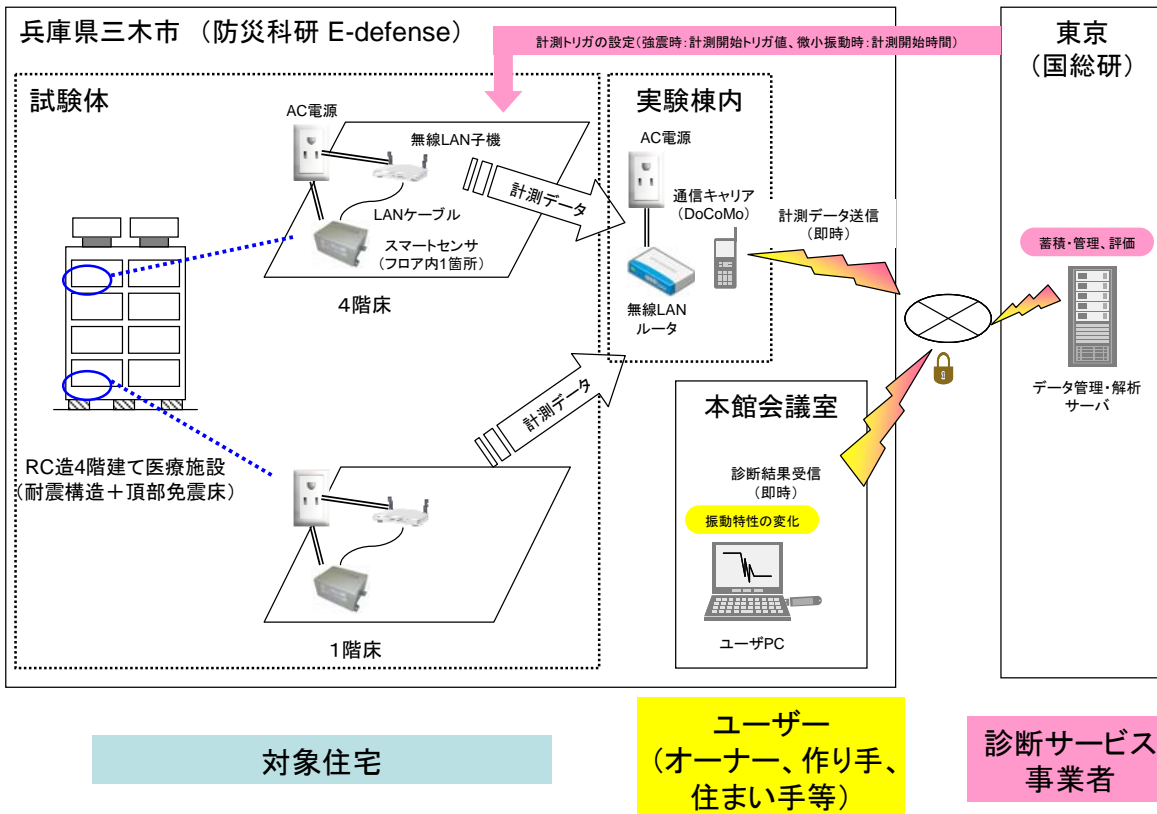 兵庫県三木市 (防災科研 E-defense)
計測トリガの設定(強震時：計測開始トリガ値、微小振動時：計測開始時間)
東京
(国総研)
試験体
AC電源
無線LAN子機
計測データ
LANケーブル
スマートセンサ
(フロア内1箇所)
4階床
実験棟内
AC電源
通信キャリア
(DoCoMo)
無線LAN
ルータ
計測データ送信
(即時)
蓄積・管理、評価
データ管理・解析
サーバ
計測データ
RC造4階建て医療施設
(耐震構造＋頂部免震床)
1階床
本館会議室
診断結果受信
(即時)
振動特性の変化
ユーザPC
対象住宅
ユーザー
(オーナー、作り手、
住まい手等)
診断サービス
事業者